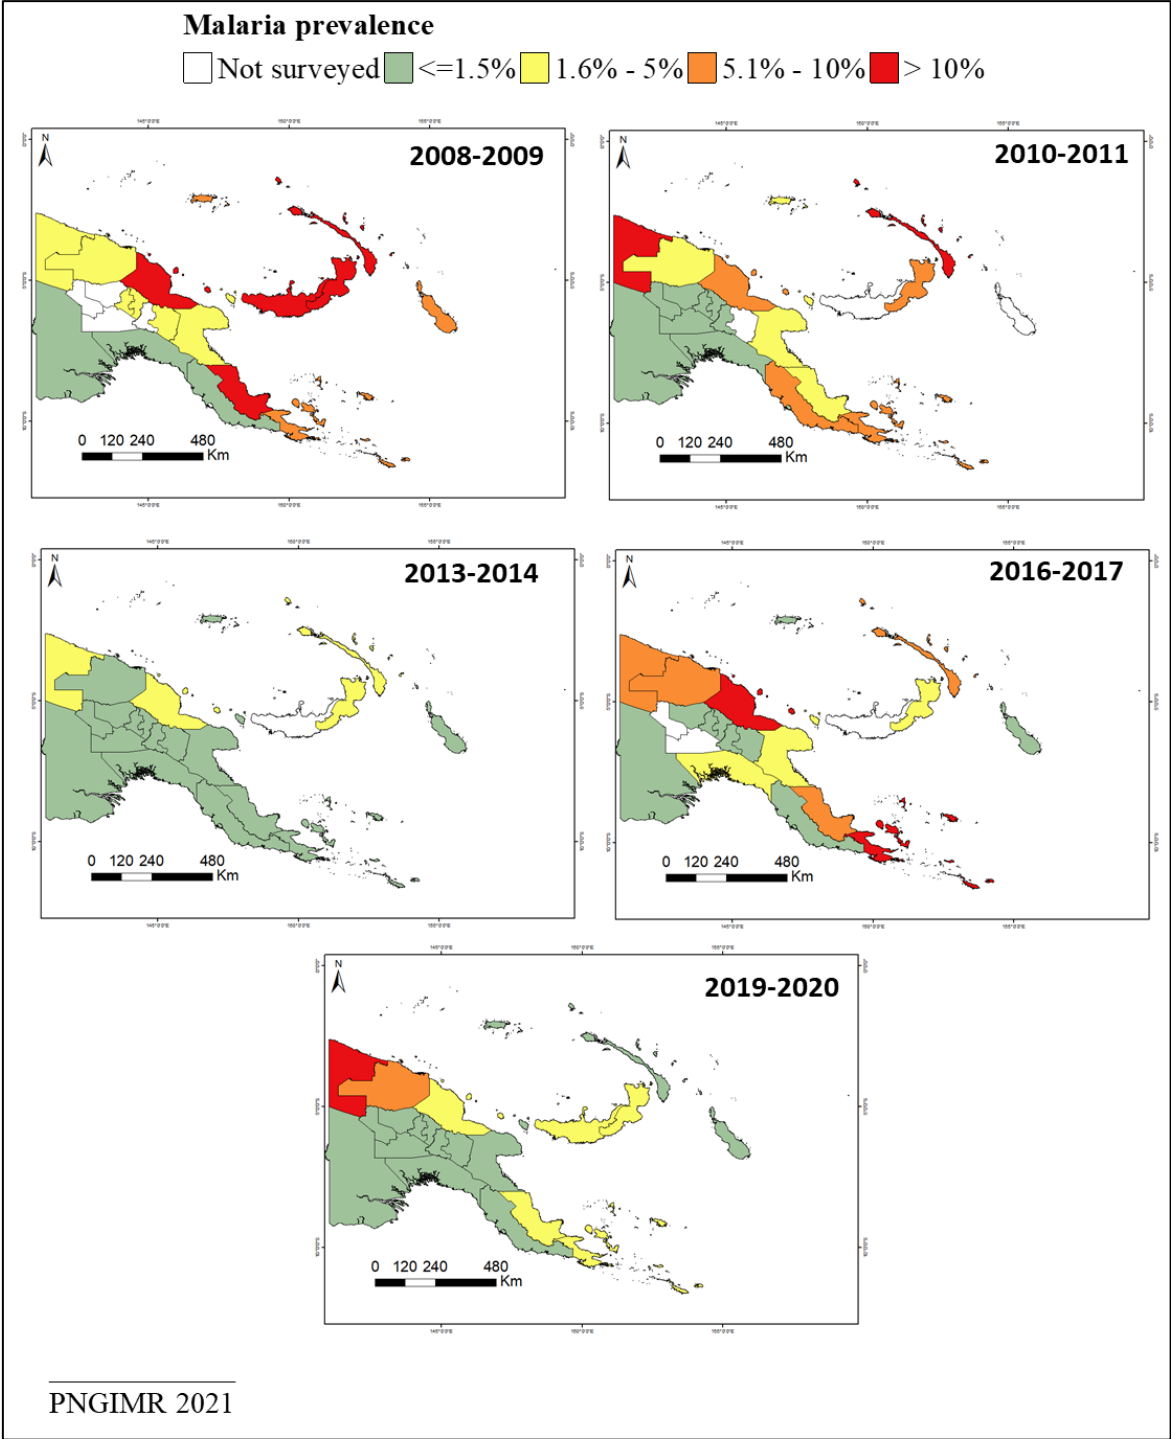 Malaria prevalence
Not surveyed <=1.5% 1.6% - 5% 5.1% - 10% > 10%
N
2008-2009
0 120 240 480
Km
N
2010-2011
0 120 240 480
Km
N
2013-2014
0 120 240 480
Km
N
2016-2017
0 120 240 480
Km
N
2019-2020
0 120 240 480
Km
PNGIMR 2021